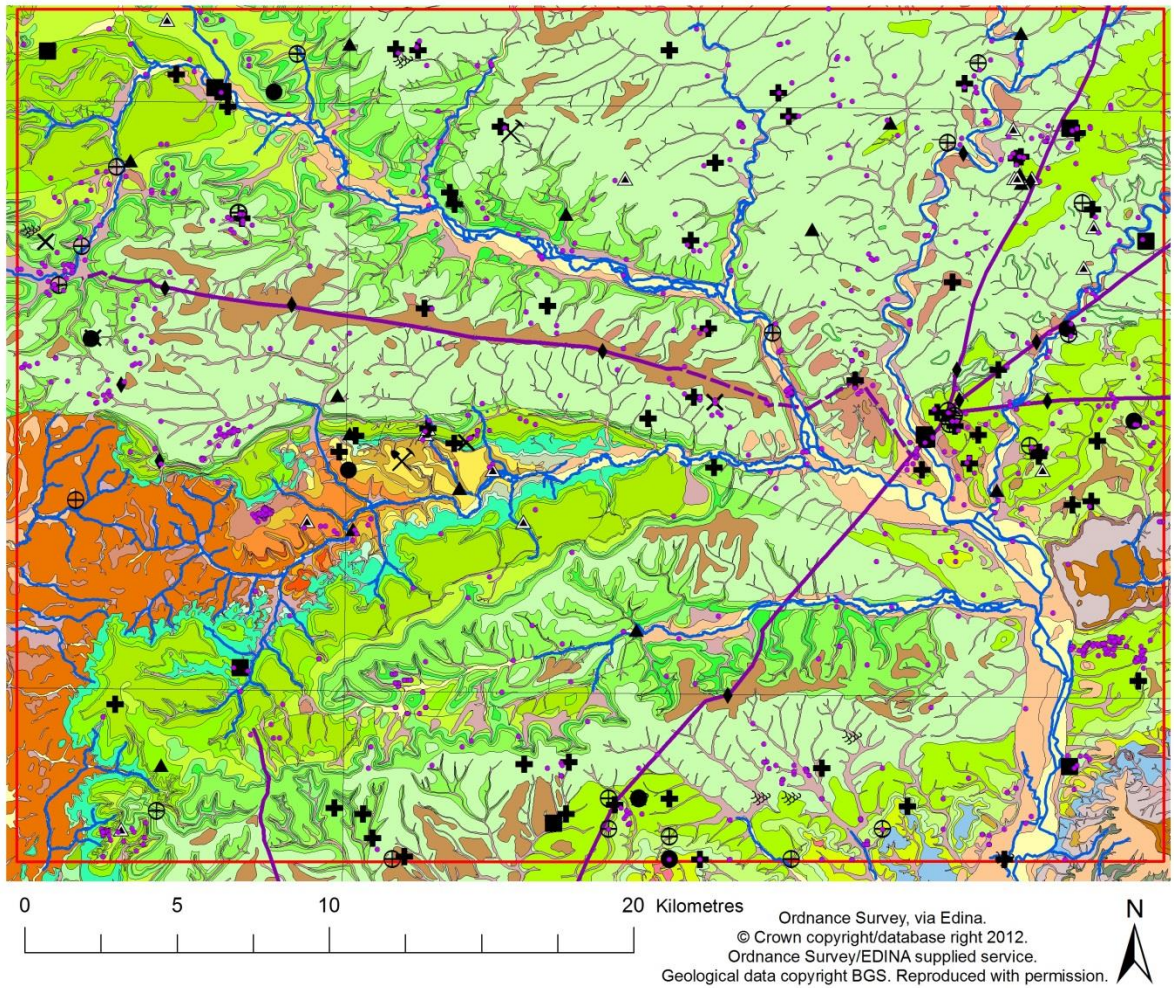 0 5 10 20 Kilometres
N
Ordnance Survey, via Edina.
© Crown copyright/database right 2012.
Ordnance Survey/EDINA supplied service.
Geological data copyright BGS. Reproduced with permission.